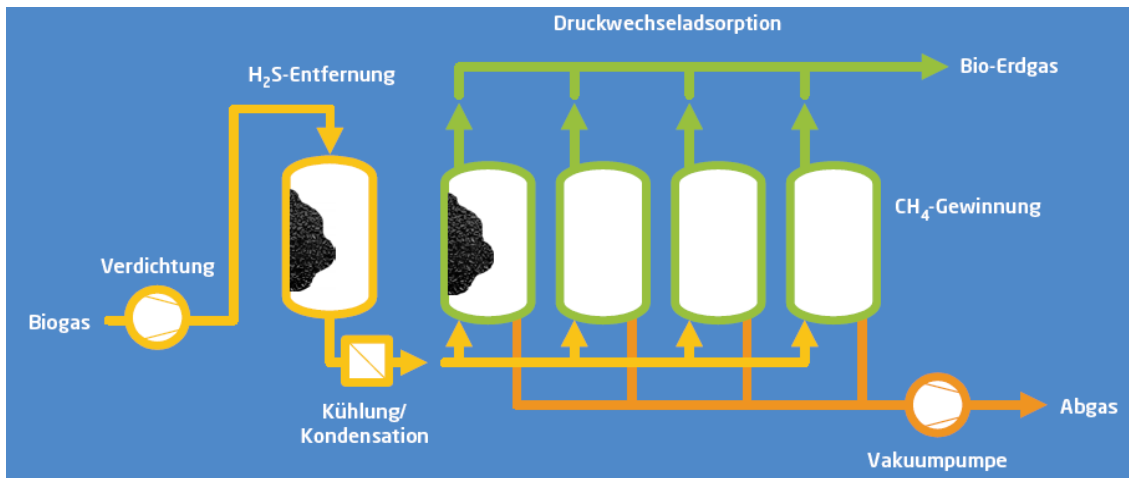 Druckwechseladsorption
H₂S-Entfernung
Bio-Erdgas
CH₄-Gewinnung
Verdichtung
Biogas
Kühlung/
Kondensation
Abgas
Vakuumpumpe